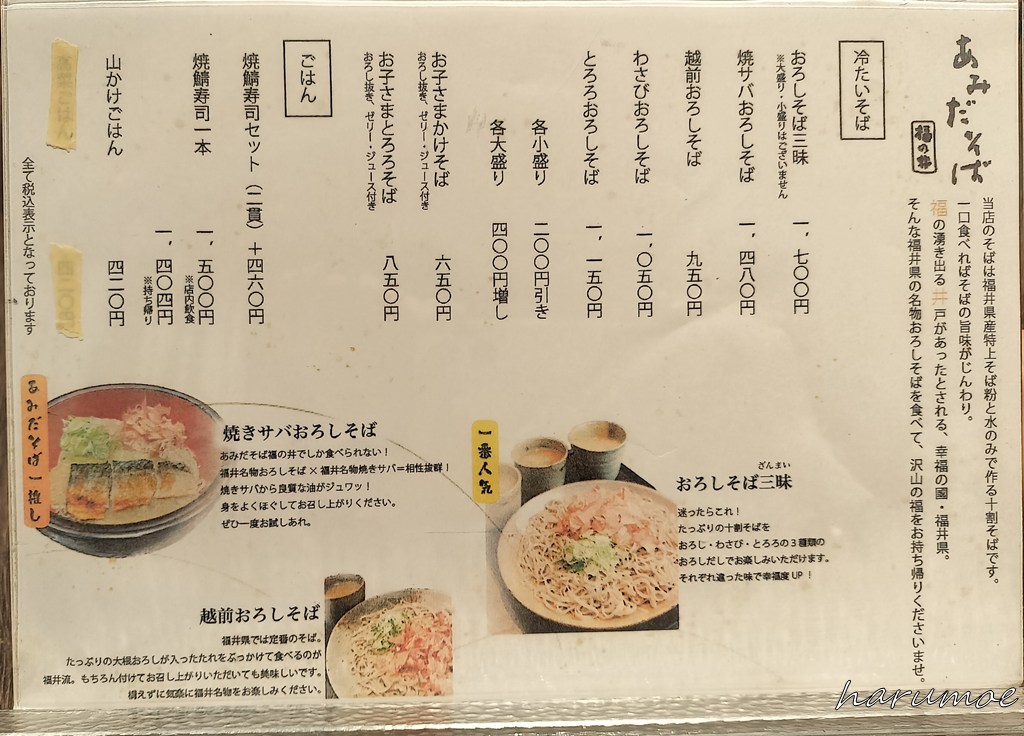 あみだそば
福の井
当店のそばは福井県産特上そば粉と水のみで作る十割そばです。
一口食べればそばの旨味がじんわり。
福の湧き出る井戸があったとされる、幸福の國・福井県。
そんな福井県の名物おろしそばを食べて、沢山の福をお持ち帰りくださいませ。
冷たいそば
おろしそば三昧 一、七〇〇円
※大盛り・小盛りはございません
焼サバおろしそば 一、四八〇円
越前おろしそば 九五〇円
わさびおろしそば 一、〇五〇円
とろろおろしそば 一、一五〇円
各小盛り 二〇〇円引き
各大盛り 四〇〇円増し
お子さまかけそば 六五〇円
おろし抜き、ゼリー・ジュース付き
お子さまとろろそば 八五〇円
おろし抜き、ゼリー・ジュース付き
ごはん
焼鯖寿司セット（二貫）＋四六〇円
焼鯖寿司一本 一、五〇〇円
※店内飲食
一、四〇四円
※持ち帰り
山かけごはん 四二〇円
全て税込表示となっております
一番人気
ざんまい
おろしそば三昧
迷ったらこれ！
たっぷりの十割そばを
おろし・わさび・とろろの3種類の
おろしだしでお楽しみいただけます。
それぞれ違った味で幸福度UP！
あみだそば一推し
焼きサバおろしそば
あみだそば福の井でしか食べられない！
福井名物おろしそば×福井名物焼きサバ＝相性抜群！
焼きサバから良質な油がジュワッ！
身をよくほぐしてお召し上がりください。
ぜひ一度お試しあれ。
越前おろしそば
福井県では定番のそば。
たっぷりの大根おろしが入ったたれをぶっかけて食べるのが
福井流。もちろん付けてお召し上がりいただいても美味しいです。
構えずに気楽に福井名物をお楽しみください。
harumoe